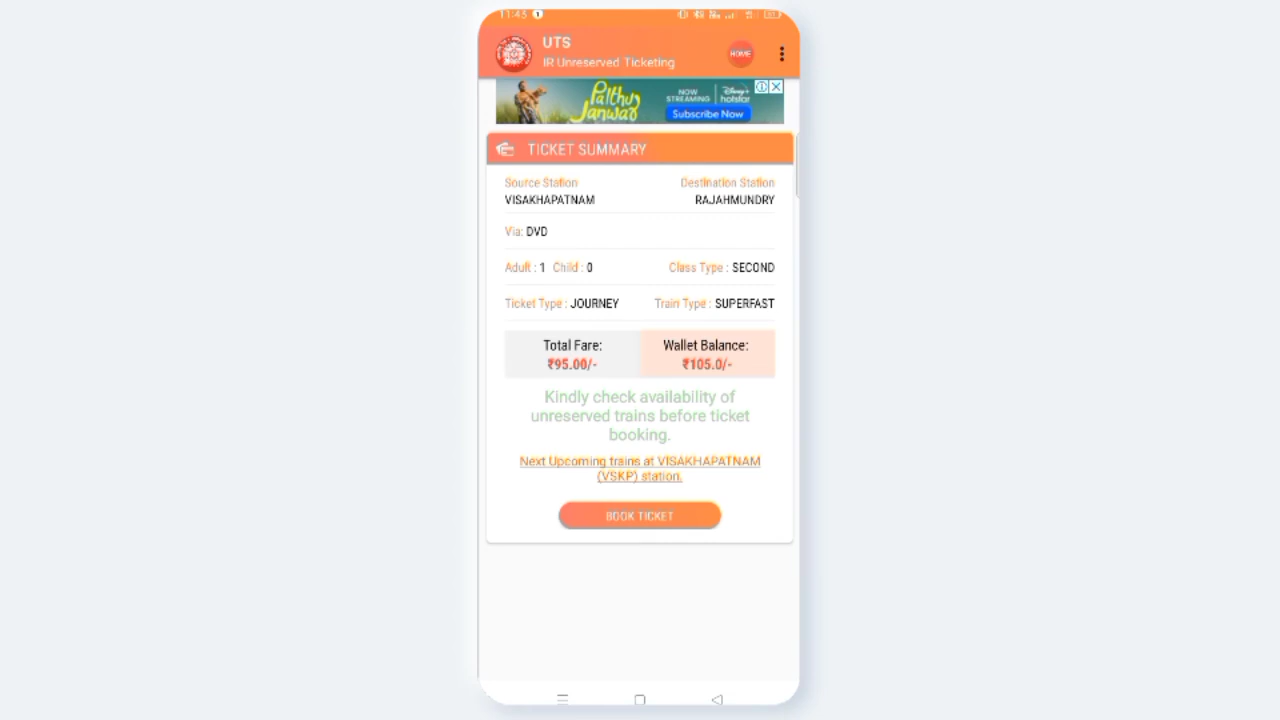 11:43
UTS
IR Unreserved Ticketing
HOME
Palthu Janwar
NOW STREAMING
Disney+ hotstar
Subscribe Now
TICKET SUMMARY
Source Station Destination Station
VISAKHAPATNAM RAJAHMUNDRY
Via: DVD
Adult : 1 Child : 0 Class Type : SECOND
Ticket Type : JOURNEY Train Type : SUPERFAST
Total Fare: Wallet Balance:
₹95.00/- ₹105.0/-
Kindly check availability of
unreserved trains before ticket
booking.
Next Upcoming trains at VISAKHAPATNAM
(VSKP) station.
BOOK TICKET